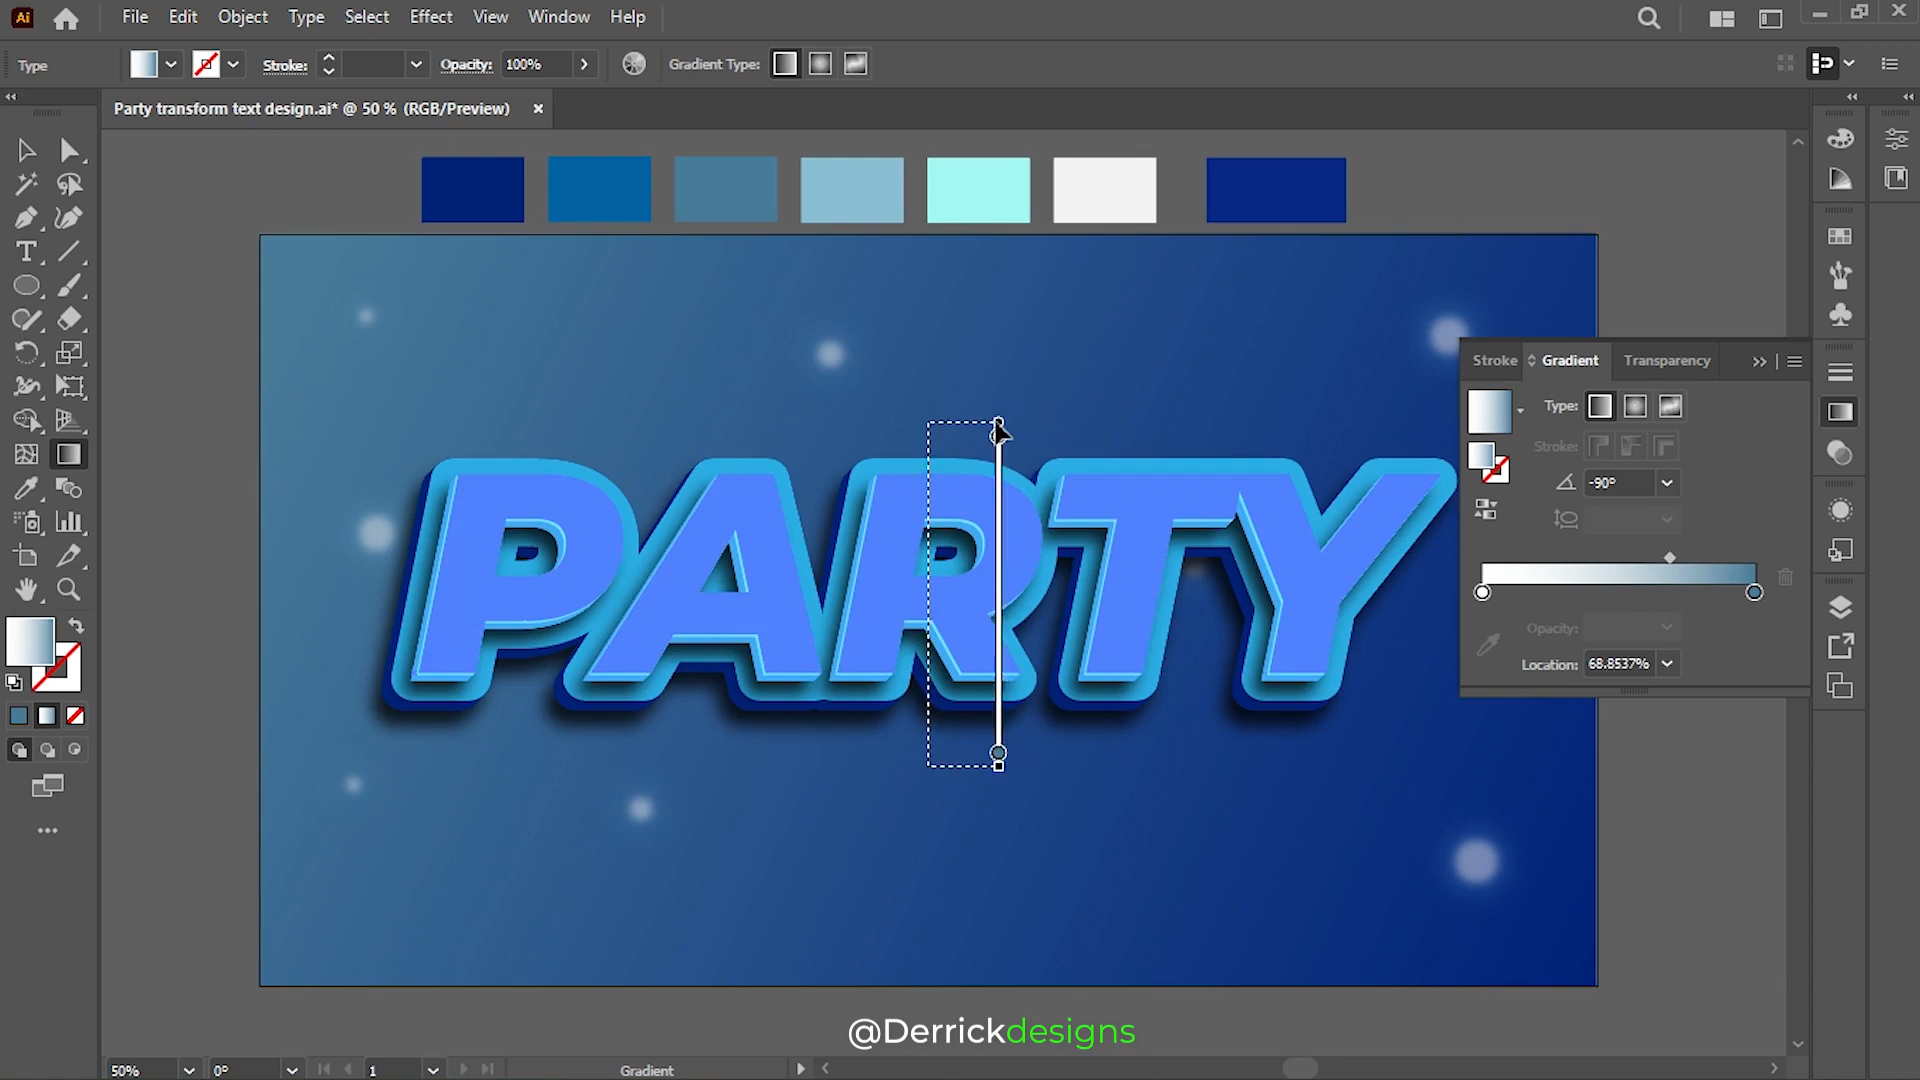 Ai File Edit Object Type Select Effect View Window Help
Type Stroke: Opacity: 100% Gradient Type:
Party transform text design.ai* @ 50 % (RGB/Preview)
PARTY
Stroke Gradient Transparency
Type:
Stroke:
-90°
Opacity:
Location: 68.8537%
@Derrickdesigns
50% 0° 1 Gradient